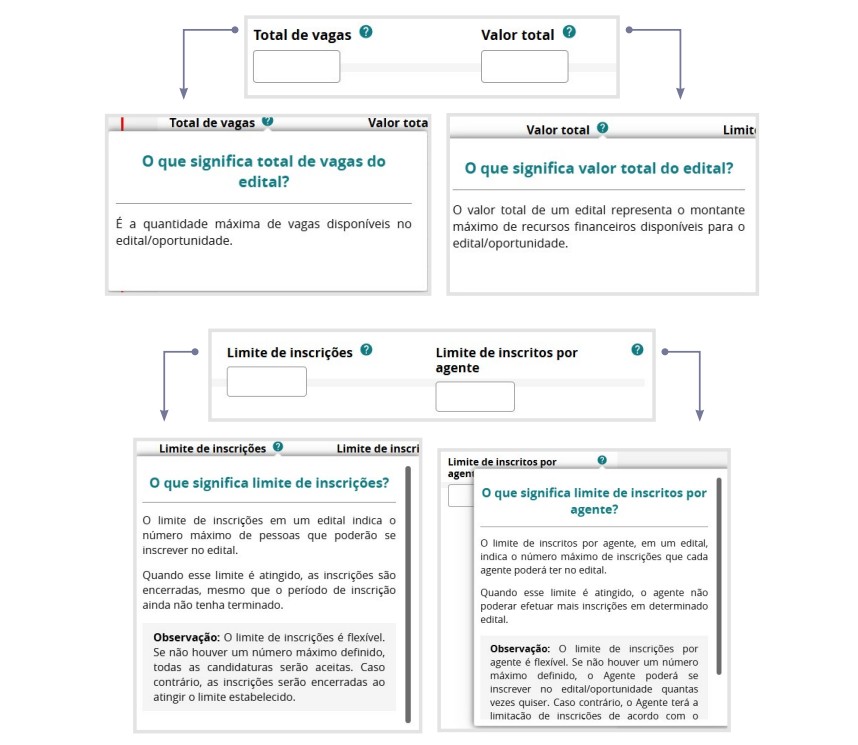 Total de vagas ?
Valor total ?
Total de vagas ?
Valor tota
O que significa total de vagas do
edital?
É a quantidade máxima de vagas disponíveis no
edital/oportunidade.
Valor total ?
Limit
O que significa valor total do edital?
O valor total de um edital representa o montante
máximo de recursos financeiros disponíveis para o
edital/oportunidade.
Limite de inscrições ?
Limite de inscritos por ?
agente
Limite de inscrições ?
Limite de inscri
O que significa limite de inscrições?
O limite de inscrições em um edital indica o
número máximo de pessoas que poderão se
inscrever no edital.
Quando esse limite é atingido, as inscrições são
encerradas, mesmo que o período de inscrição
ainda não tenha terminado.
Observação: O limite de inscrições é flexível.
Se não houver um número máximo definido,
todas as candidaturas serão aceitas. Caso
contrário, as inscrições serão encerradas ao
atingir o limite estabelecido.
Limite de inscritos por ?
agent
O que significa limite de inscritos por
agente?
O limite de inscritos por agente, em um edital,
indica o número máximo de inscrições que cada
agente poderá ter no edital.
Quando esse limite é atingido, o agente não
poderar efetuar mais inscrições em determinado
edital.
Observação: O limite de inscrições por
agente é flexível. Se não houver um número
máximo definido, o Agente poderá se
inscrever no edital/oportunidade quantas
vezes quiser. Caso contrário, o Agente terá a
limitação de inscrições de acordo com o